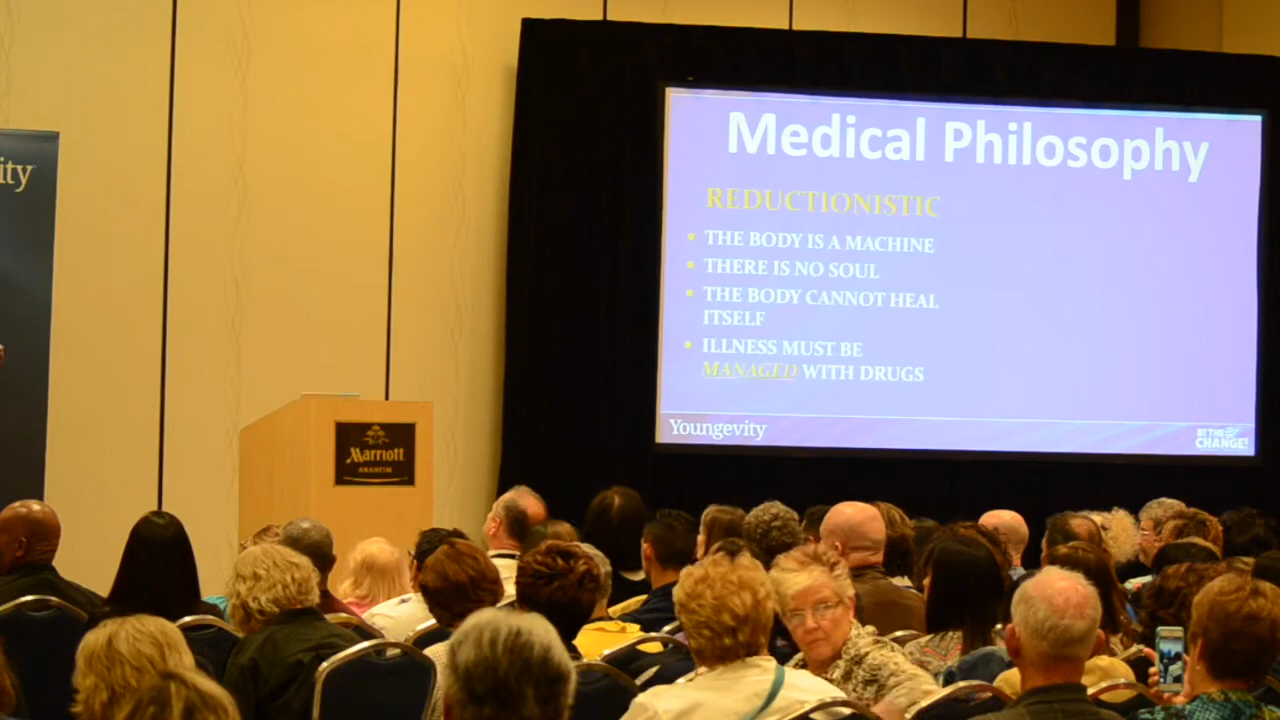 ity
Medical Philosophy
REDUCTIONISTIC
• THE BODY IS A MACHINE
• THERE IS NO SOUL
• THE BODY CANNOT HEAL
ITSELF
• ILLNESS MUST BE
MANAGED WITH DRUGS
Youngevity
BE THE
CHANGE!
Marriott
ANAHEIM